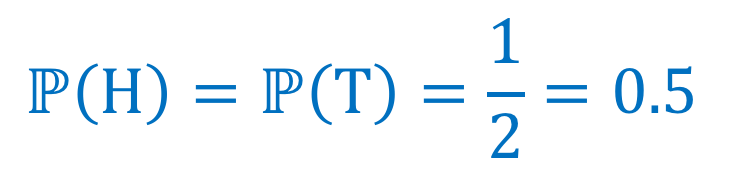 ℙ(H) = ℙ(T) = 1/2 = 0.5